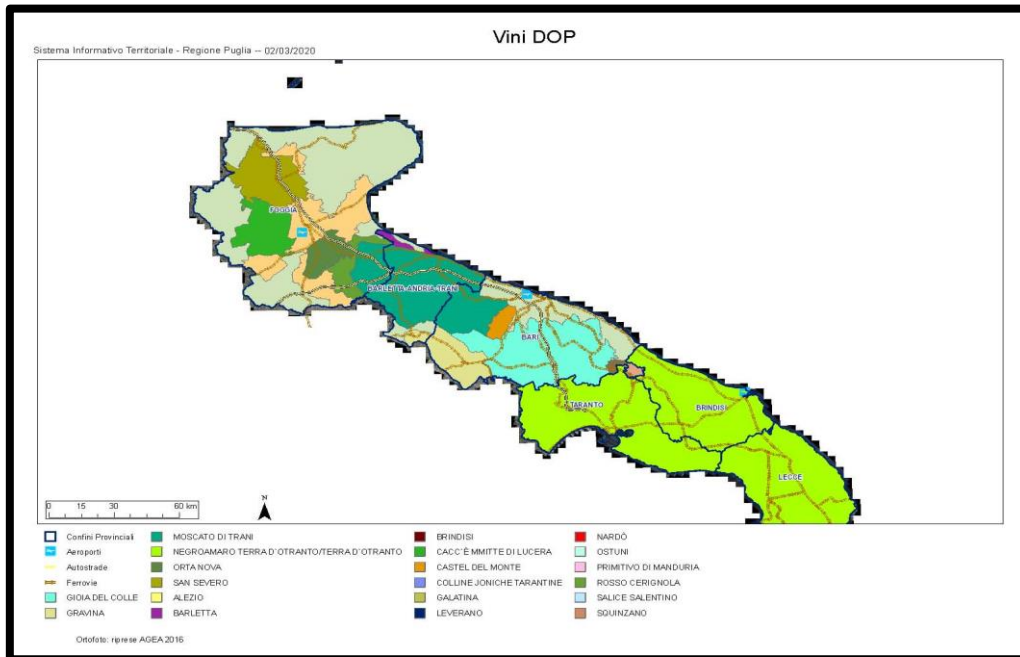 Vini DOP
Sistema Informativo Territoriale - Regione Puglia -- 02/03/2020
FOGGIA
BARLETTA-ANDRIA-TRANI
BARI
TARANTO
BRINDISI
LECCE
0 15 30 60 km
N
Confini Provinciali
Aeroporti
Autostrade
Ferrovie
GIOIA DEL COLLE
GRAVINA
MOSCATO DI TRANI
NEGROAMARO TERRA D'OTRANTO/TERRA D'OTRANTO
ORTA NOVA
SAN SEVERO
ALEZIO
BARLETTA
BRINDISI
CACC'È MMITTE DI LUCERA
CASTEL DEL MONTE
COLLINE JONICHE TARANTINE
GALATINA
LEVERANO
NARDÒ
OSTUNI
PRIMITIVO DI MANDURIA
ROSSO CERIGNOLA
SALICE SALENTINO
SQUINZANO
Ortofoto: riprese AGEA 2016